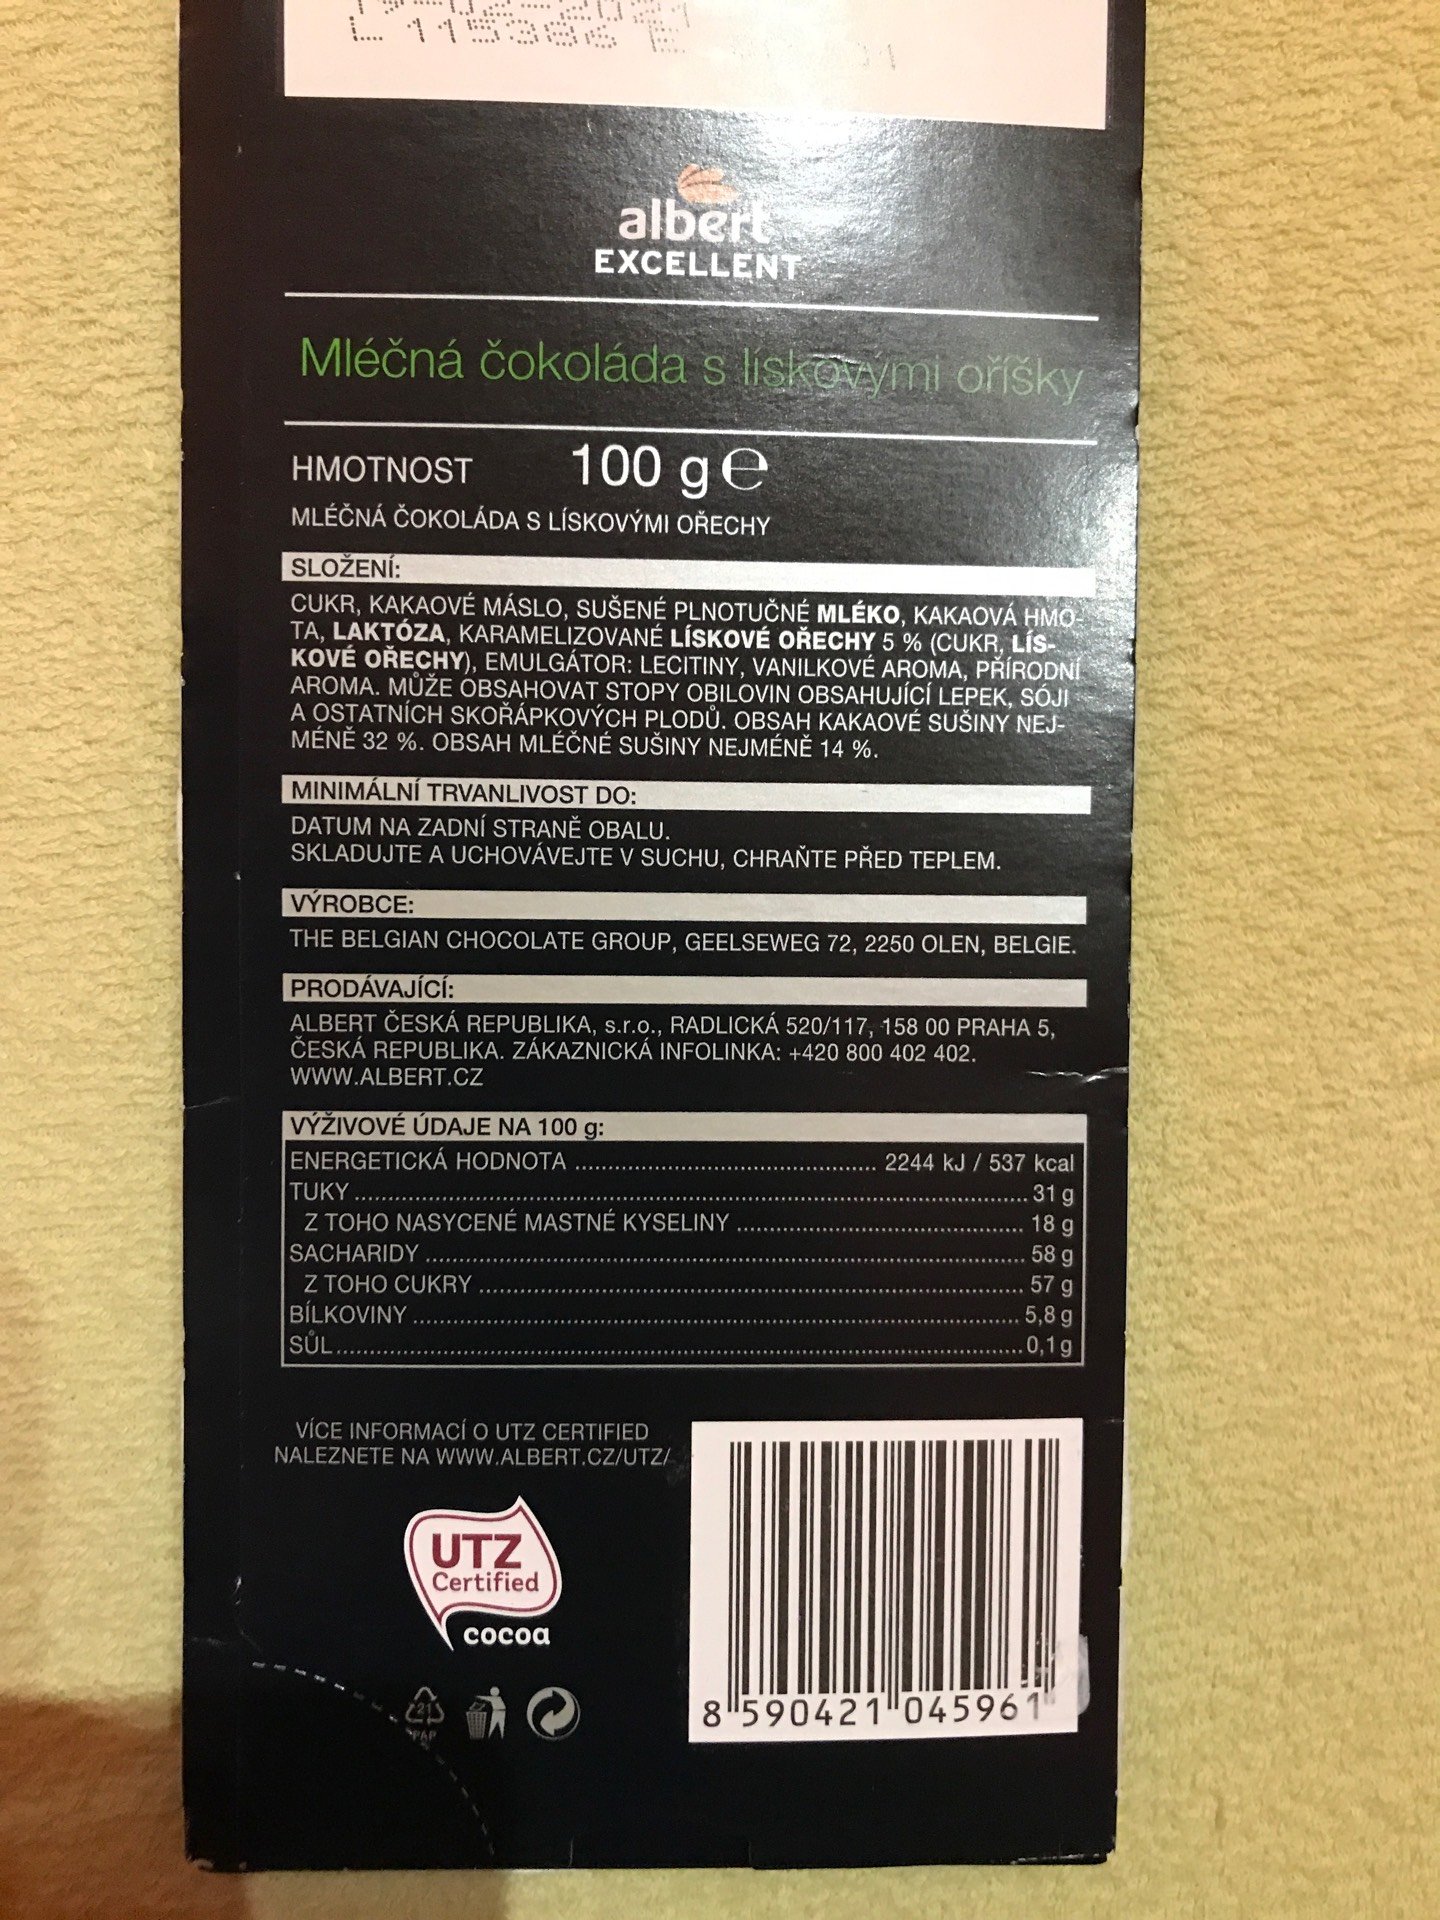 L 115386 E
albert
EXCELLENT
Mléčná čokoláda s lískovými oříšky
HMOTNOST 100 g e
MLÉČNÁ ČOKOLÁDA S LÍSKOVÝMI OŘECHY
SLOŽENÍ:
CUKR, KAKAOVÉ MÁSLO, SUŠENÉ PLNOTUČNÉ MLÉKO, KAKAOVÁ HMO-
TA, LAKTÓZA, KARAMELIZOVANÉ LÍSKOVÉ OŘECHY 5 % (CUKR, LÍS-
KOVÉ OŘECHY), EMULGÁTOR: LECITINY, VANILKOVÉ AROMA, PŘÍRODNÍ
AROMA. MŮŽE OBSAHOVAT STOPY OBILOVIN OBSAHUJÍCÍ LEPEK, SÓJI
A OSTATNÍCH SKOŘÁPKOVÝCH PLODŮ. OBSAH KAKAOVÉ SUŠINY NEJ-
MÉNĚ 32 %. OBSAH MLÉČNÉ SUŠINY NEJMÉNĚ 14 %.
MINIMÁLNÍ TRVANLIVOST DO:
DATUM NA ZADNÍ STRANĚ OBALU.
SKLADUJTE A UCHOVÁVEJTE V SUCHU, CHRAŇTE PŘED TEPLEM.
VÝROBCE:
THE BELGIAN CHOCOLATE GROUP, GEELSEWEG 72, 2250 OLEN, BELGIE.
PRODÁVAJÍCÍ:
ALBERT ČESKÁ REPUBLIKA, s.r.o., RADLICKÁ 520/117, 158 00 PRAHA 5,
ČESKÁ REPUBLIKA. ZÁKAZNICKÁ INFOLINKA: +420 800 402 402.
WWW.ALBERT.CZ
VÝŽIVOVÉ ÚDAJE NA 100 g:
ENERGETICKÁ HODNOTA 2244 kJ / 537 kcal
TUKY 31 g
Z TOHO NASYCENÉ MASTNÉ KYSELINY 18 g
SACHARIDY 58 g
Z TOHO CUKRY 57 g
BÍLKOVINY 5,8 g
SŮL 0,1 g
VÍCE INFORMACÍ O UTZ CERTIFIED
NALEZNETE NA WWW.ALBERT.CZ/UTZ/
UTZ
Certified
cocoa
21
PAP
8 590421 045961